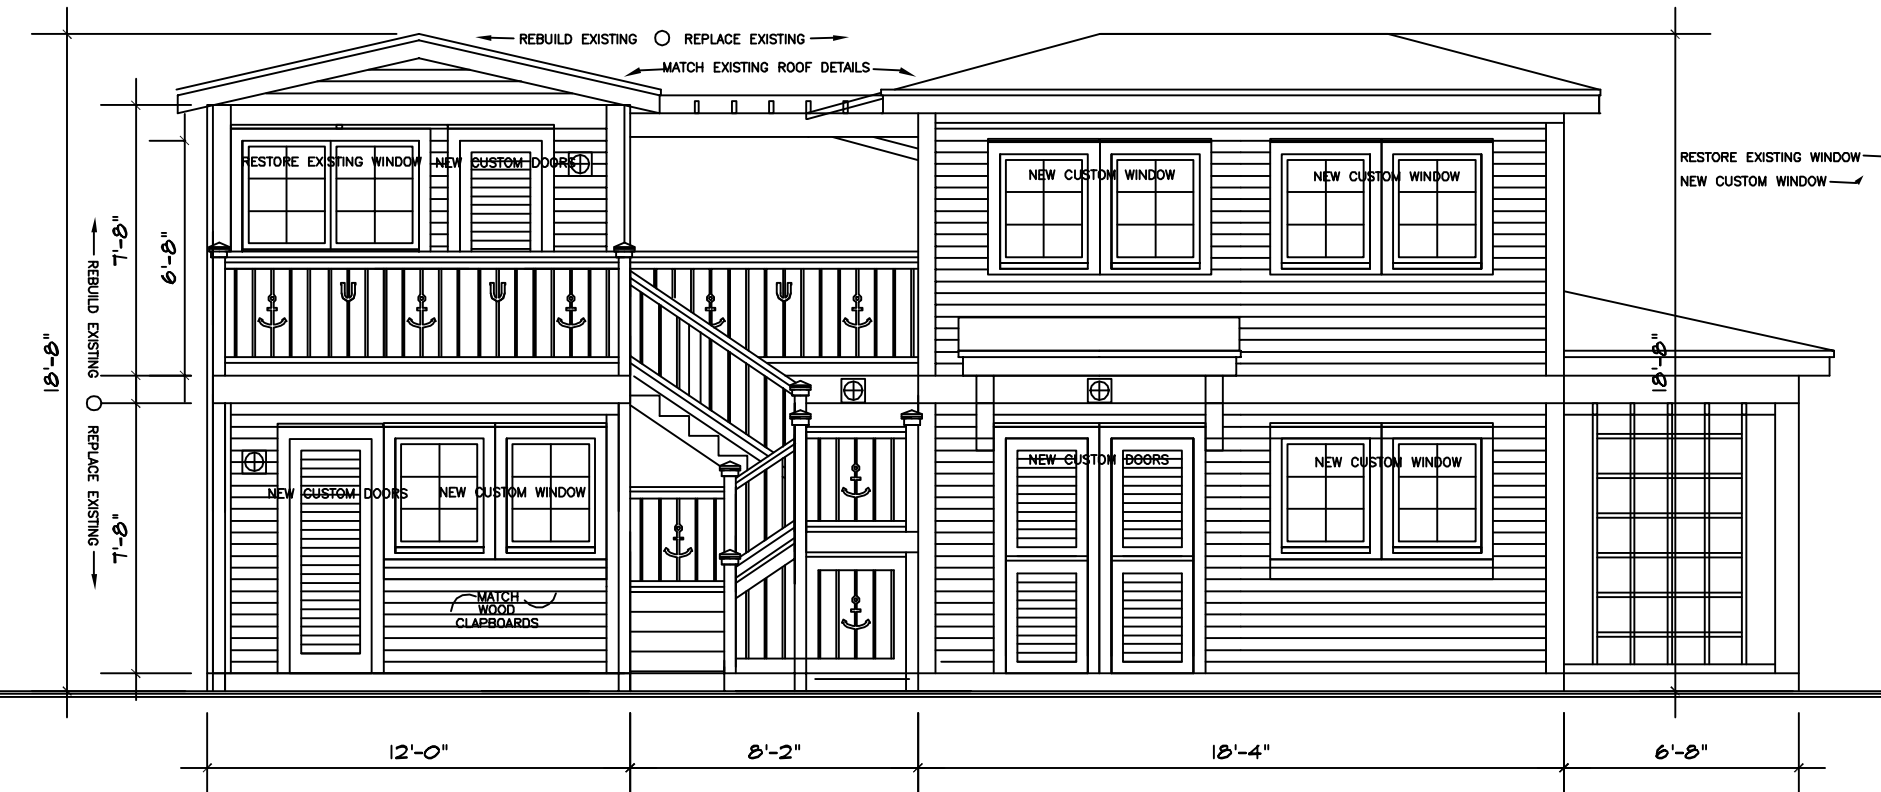 REBUILD EXISTING REPLACE EXISTING
MATCH EXISTING ROOF DETAILS
RESTORE EXISTING WINDOW NEW CUSTOM DOORS
NEW CUSTOM WINDOW
NEW CUSTOM WINDOW
RESTORE EXISTING WINDOW
NEW CUSTOM WINDOW
18'-8"
7'-8"
6'-8"
REBUILD EXISTING
REPLACE EXISTING
7'-8"
18'-8"
NEW CUSTOM DOORS
NEW CUSTOM WINDOW
NEW CUSTOM DOORS
NEW CUSTOM WINDOW
MATCH
WOOD
CLAPBOARDS
12'-0"
8'-2"
18'-4"
6'-8"